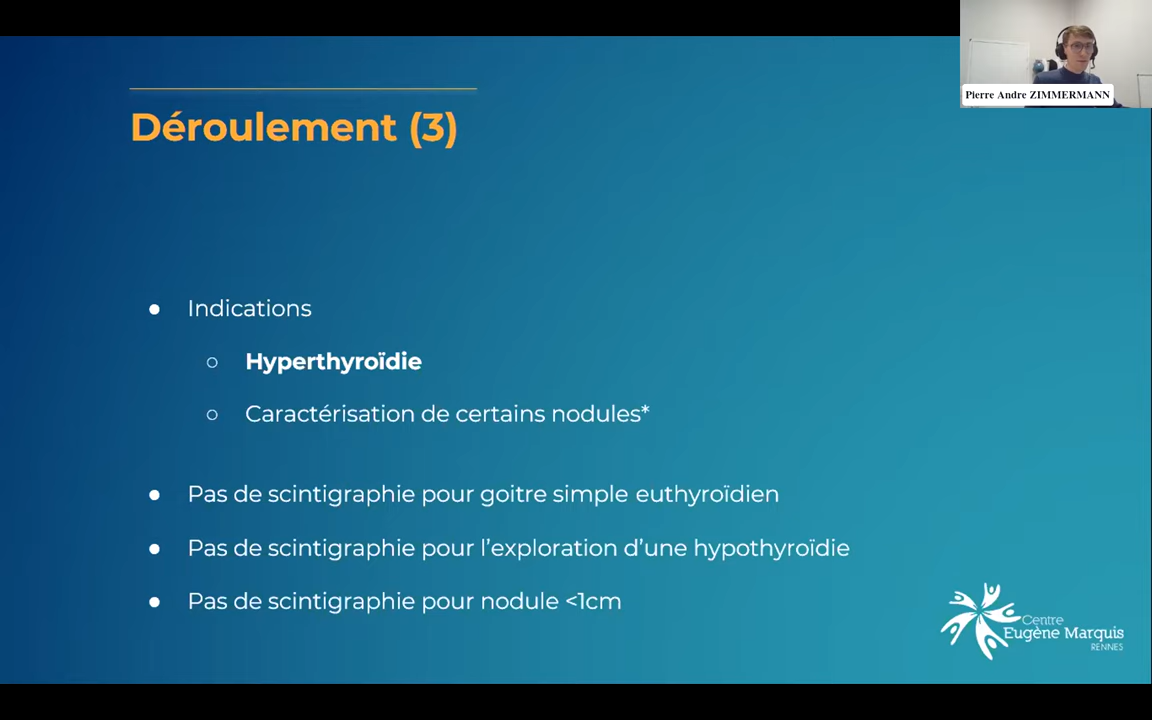 Pierre Andre ZIMMERMANN
Déroulement (3)
● Indications
○ Hyperthyroïdie
○ Caractérisation de certains nodules*
● Pas de scintigraphie pour goitre simple euthyroïdien
● Pas de scintigraphie pour l’exploration d’une hypothyroïdie
● Pas de scintigraphie pour nodule <1cm
Centre
Eugène Marquis
RENNES